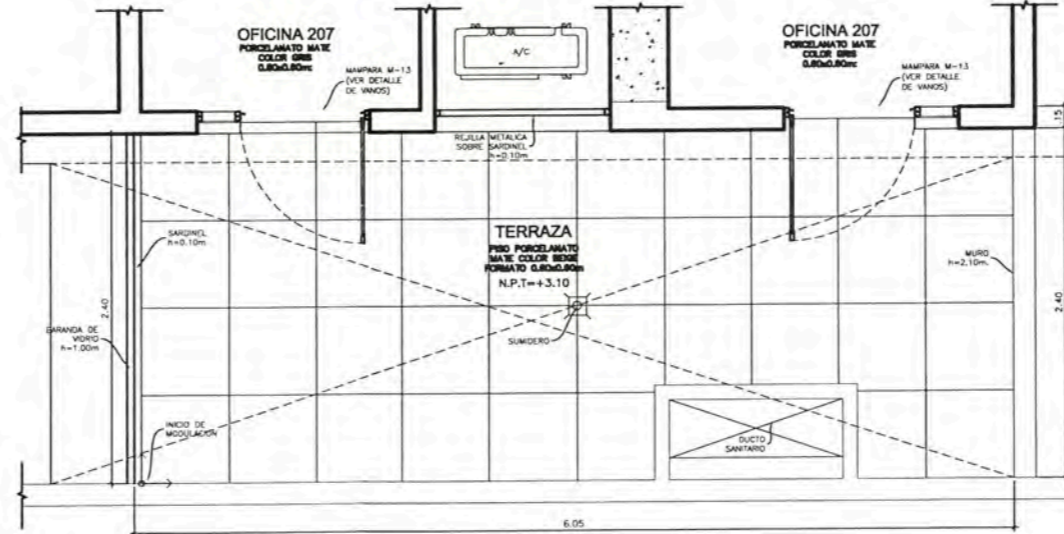 OFICINA 207
PORCELANATO MATE
COLOR GRIS
0.60x0.60m
MAMPARA M-13
(VER DETALLE
DE VANOS)
A/C
OFICINA 207
PORCELANATO MATE
COLOR GRIS
0.60x0.60m
MAMPARA M-13
(VER DETALLE
DE VANOS)
REJILLA METALICA
SOBRE SARDINEL
h=0.10m
.15
SARDINEL
h=0.10m
TERRAZA
PISO PORCELANATO
MATE COLOR BEIGE
FORMATO 0.60x0.60m
N.P.T=+3.10
MURO
h=2.10m.
2.40
2.40
BARANDA DE
VIDRIO
h=1.00m
SUMIDERO
INICIO DE
MODULACION
DUCTO
SANITARIO
6.05